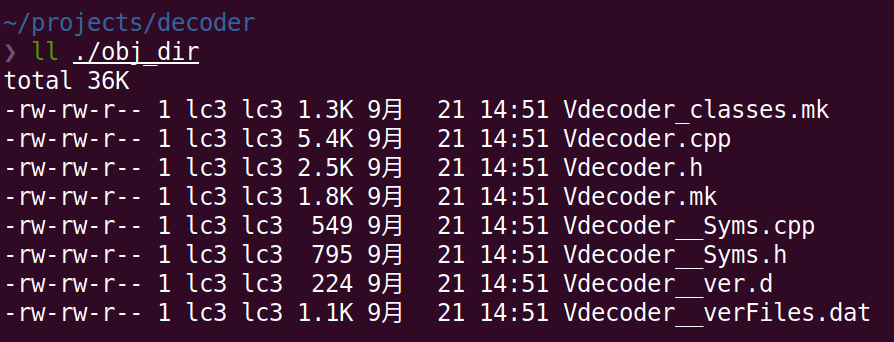 ~/projects/decoder
❯ ll ./obj_dir
total 36K
-rw-rw-r-- 1 lc3 lc3 1.3K 9月  21 14:51 Vdecoder_classes.mk
-rw-rw-r-- 1 lc3 lc3 5.4K 9月  21 14:51 Vdecoder.cpp
-rw-rw-r-- 1 lc3 lc3 2.5K 9月  21 14:51 Vdecoder.h
-rw-rw-r-- 1 lc3 lc3 1.8K 9月  21 14:51 Vdecoder.mk
-rw-rw-r-- 1 lc3 lc3  549 9月  21 14:51 Vdecoder__Syms.cpp
-rw-rw-r-- 1 lc3 lc3  795 9月  21 14:51 Vdecoder__Syms.h
-rw-rw-r-- 1 lc3 lc3  224 9月  21 14:51 Vdecoder__ver.d
-rw-rw-r-- 1 lc3 lc3 1.1K 9月  21 14:51 Vdecoder__verFiles.dat